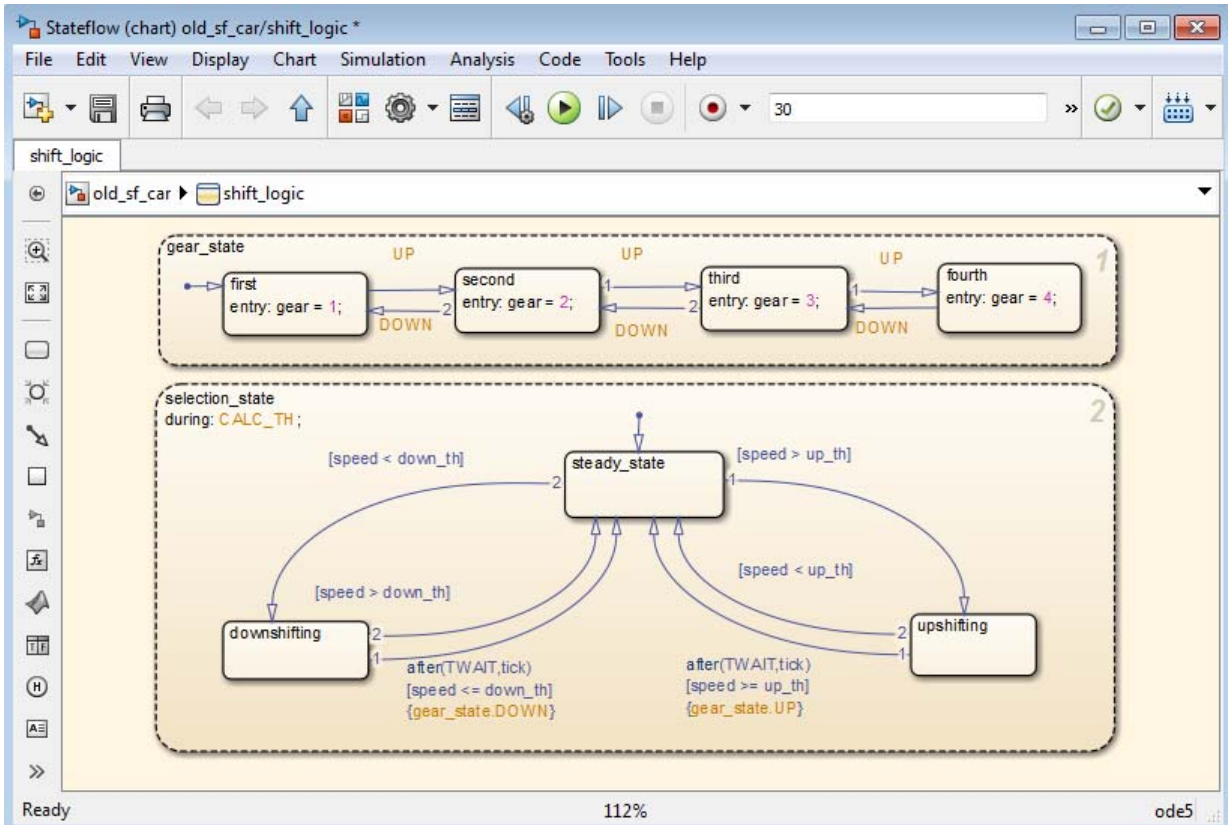 Stateflow (chart) old_sf_car/shift_logic *
File Edit View Display Chart Simulation Analysis Code Tools Help
30 »
shift_logic
old_sf_car shift_logic
gear_state
1
UP
UP
UP
first
entry: gear = 1;
second
entry: gear = 2;
third
entry: gear = 3;
fourth
entry: gear = 4;
2
1
2
1
DOWN
DOWN
DOWN
selection_state
during: CALC_TH;
2
[speed < down_th]
steady_state
[speed > up_th]
2
1
[speed > down_th]
[speed < up_th]
downshifting
2
1
upshifting
2
1
after(TWAIT,tick)
[speed <= down_th]
{gear_state.DOWN}
after(TWAIT,tick)
[speed >= up_th]
{gear_state.UP}
Ready 112% ode5